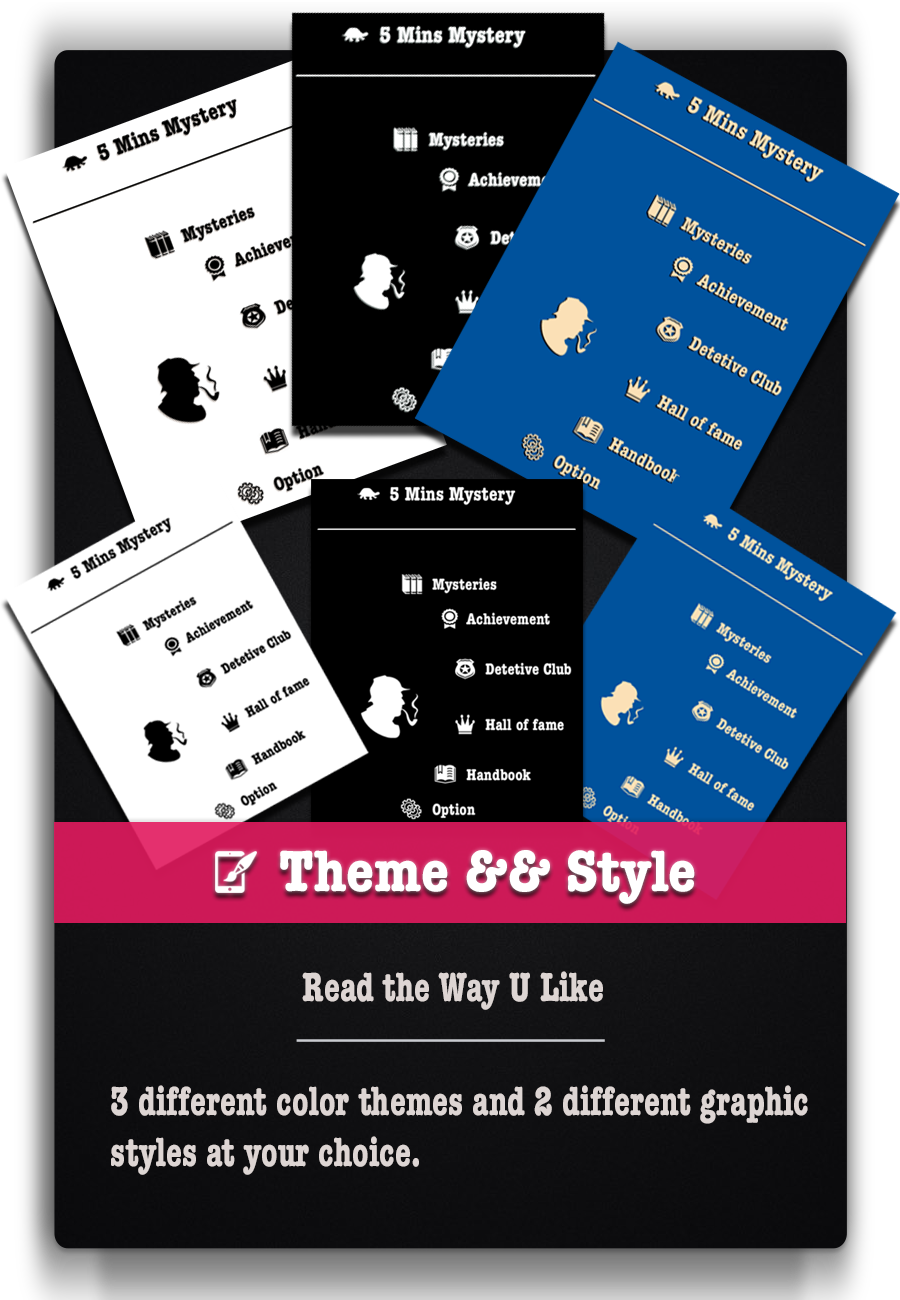 5 Mins Mystery
Mysteries
Achieve
De
Option
5 Mins Mystery
Mysteries
Achievem
Det
5 Mins Mystery
Mysteries
Achievement
Detetive Club
Hall of fame
Handbook
Option
5 Mins Mystery
Mysteries
Achievement
Detetive Club
Hall of fame
Handbook
Option
5 Mins Mystery
Mysteries
Achievement
Detetive Club
Hall of fame
Handbook
Option
5 Mins Mystery
Mysteries
Achievement
Detetive Club
Hall of fame
Handbook
Option
Theme && Style
Read the Way U Like
3 different color themes and 2 different graphic
styles at your choice.